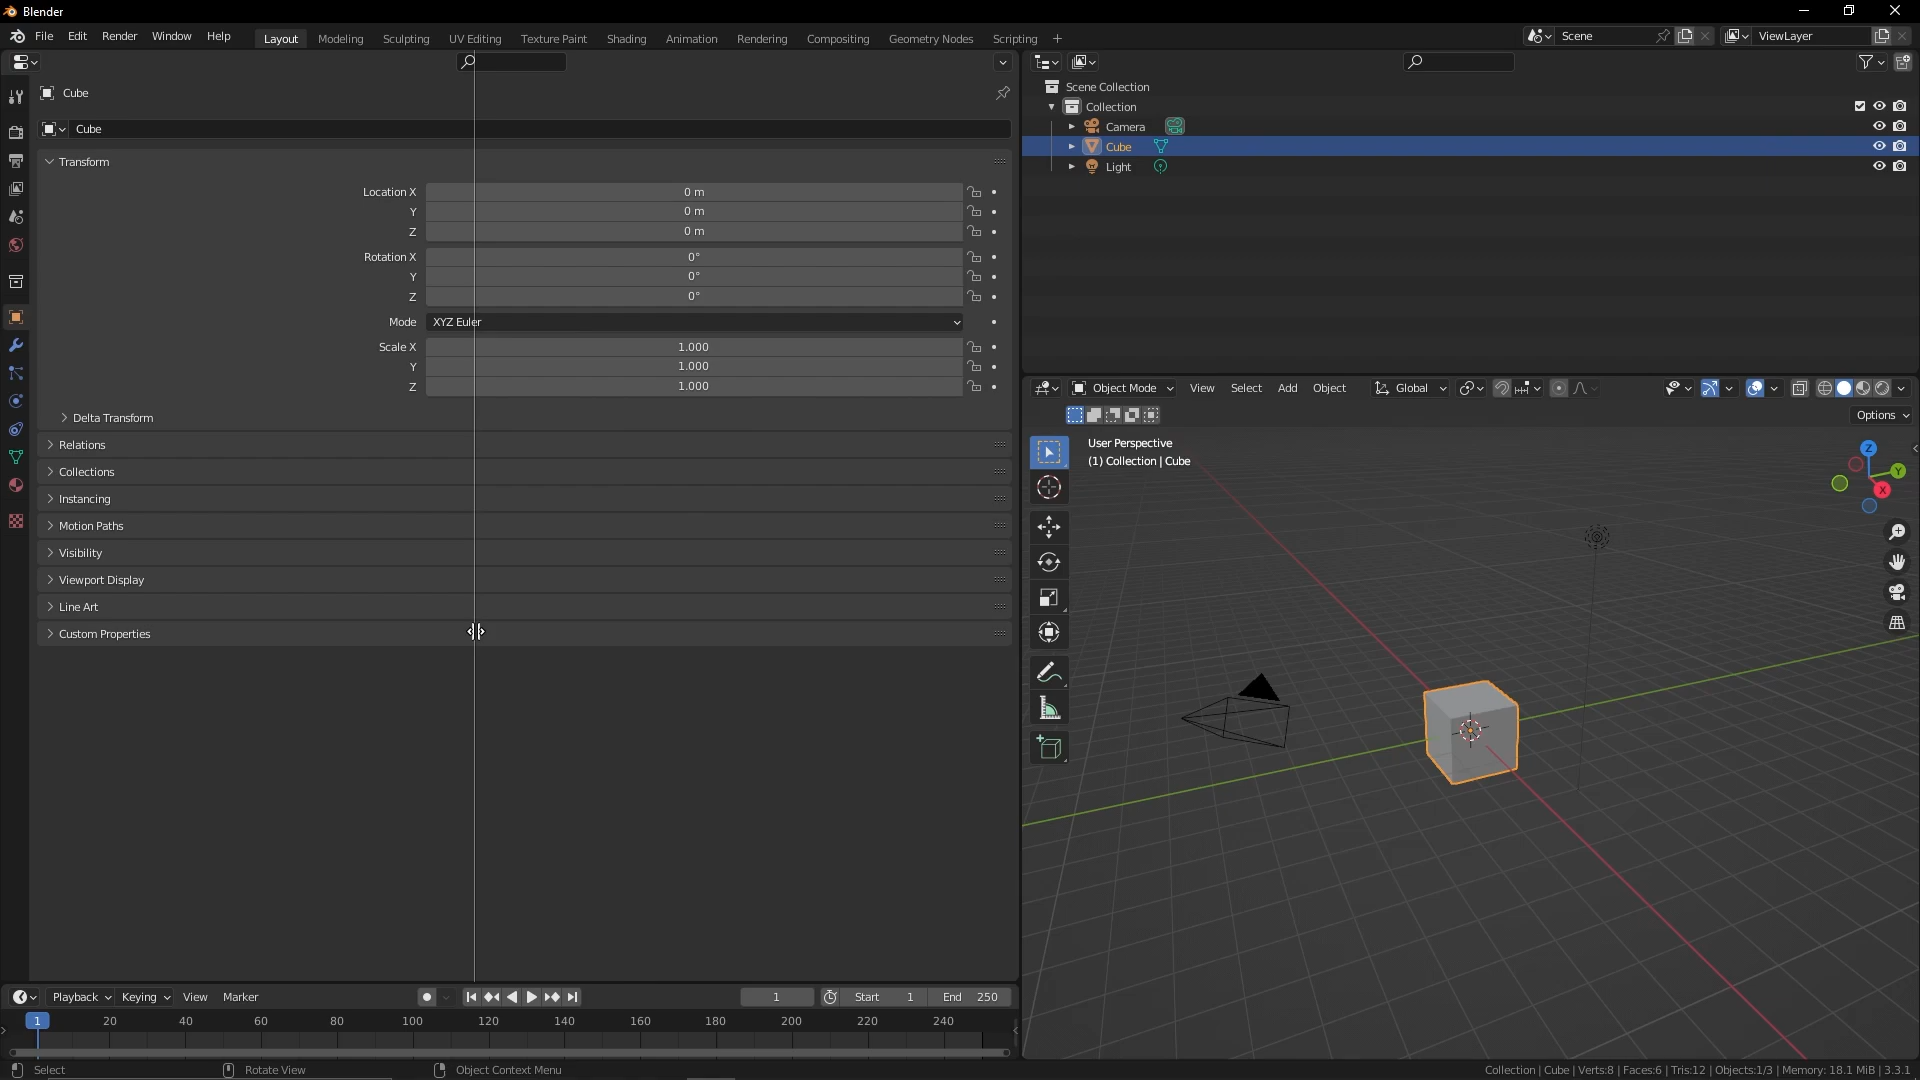 Blender
File Edit Render Window Help Layout Modeling Sculpting UV Editing Texture Paint Shading Animation Rendering Compositing Geometry Nodes Scripting + Scene ViewLayer
Cube
Cube
Transform
Location X 0 m
Y 0 m
Z 0 m
Rotation X 0°
Y 0°
Z 0°
Mode XYZ Euler
Scale X 1.000
Y 1.000
Z 1.000
Delta Transform
Relations
Collections
Instancing
Motion Paths
Visibility
Viewport Display
Line Art
Custom Properties
Scene Collection
Collection
Camera
Cube
Light
Object Mode View Select Add Object Global
Options
User Perspective
(1) Collection | Cube
Z
Y
X
Playback Keying View Marker 1 Start 1 End 250
1 20 40 60 80 100 120 140 160 180 200 220 240
Select Rotate View Object Context Menu
Collection | Cube | Verts:8 | Faces:6 | Tris:12 | Objects:1/3 | Memory: 18.1 MiB | 3.3.1